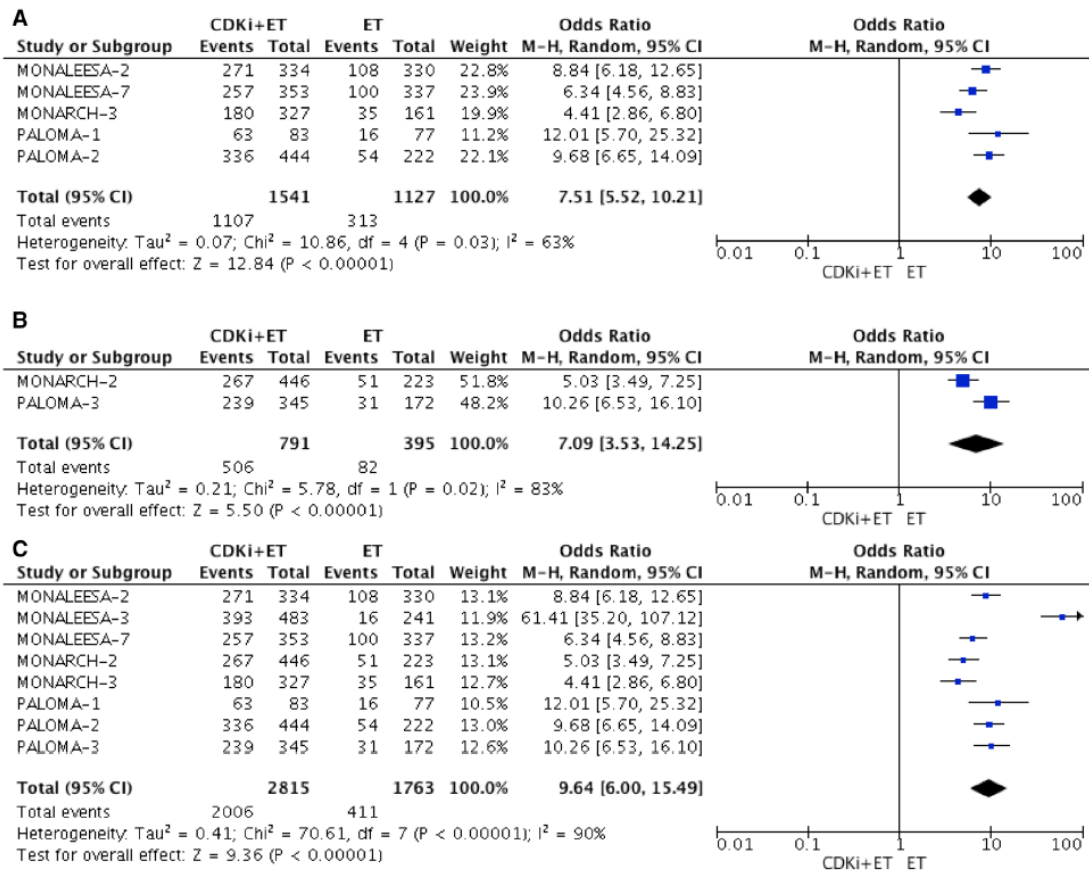 A
CDKi+ET ET Odds Ratio Odds Ratio
Study or Subgroup Events Total Events Total Weight M-H, Random, 95% CI M-H, Random, 95% CI
MONALEESA-2 271 334 108 330 22.8% 8.84 [6.18, 12.65]
MONALEESA-7 257 353 100 337 23.9% 6.34 [4.56, 8.83]
MONARCH-3 180 327 35 161 19.9% 4.41 [2.86, 6.80]
PALOMA-1 63 83 16 77 11.2% 12.01 [5.70, 25.32]
PALOMA-2 336 444 54 222 22.1% 9.68 [6.65, 14.09]
Total (95% CI) 1541 1127 100.0% 7.51 [5.52, 10.21]
Total events 1107 313
Heterogeneity: Tau² = 0.07; Chi² = 10.86, df = 4 (P = 0.03); I² = 63%
Test for overall effect: Z = 12.84 (P < 0.00001)
0.01 0.1 1 10 100
CDKi+ET ET
B
CDKi+ET ET Odds Ratio Odds Ratio
Study or Subgroup Events Total Events Total Weight M-H, Random, 95% CI M-H, Random, 95% CI
MONARCH-2 267 446 51 223 51.8% 5.03 [3.49, 7.25]
PALOMA-3 239 345 31 172 48.2% 10.26 [6.53, 16.10]
Total (95% CI) 791 395 100.0% 7.09 [3.53, 14.25]
Total events 506 82
Heterogeneity: Tau² = 0.21; Chi² = 5.78, df = 1 (P = 0.02); I² = 83%
Test for overall effect: Z = 5.50 (P < 0.00001)
0.01 0.1 1 10 100
CDKi+ET ET
C
CDKi+ET ET Odds Ratio Odds Ratio
Study or Subgroup Events Total Events Total Weight M-H, Random, 95% CI M-H, Random, 95% CI
MONALEESA-2 271 334 108 330 13.1% 8.84 [6.18, 12.65]
MONALEESA-3 393 483 16 241 11.9% 61.41 [35.20, 107.12]
MONALEESA-7 257 353 100 337 13.2% 6.34 [4.56, 8.83]
MONARCH-2 267 446 51 223 13.1% 5.03 [3.49, 7.25]
MONARCH-3 180 327 35 161 12.7% 4.41 [2.86, 6.80]
PALOMA-1 63 83 16 77 10.5% 12.01 [5.70, 25.32]
PALOMA-2 336 444 54 222 13.0% 9.68 [6.65, 14.09]
PALOMA-3 239 345 31 172 12.6% 10.26 [6.53, 16.10]
Total (95% CI) 2815 1763 100.0% 9.64 [6.00, 15.49]
Total events 2006 411
Heterogeneity: Tau² = 0.41; Chi² = 70.61, df = 7 (P < 0.00001); I² = 90%
Test for overall effect: Z = 9.36 (P < 0.00001)
0.01 0.1 1 10 100
CDKi+ET ET